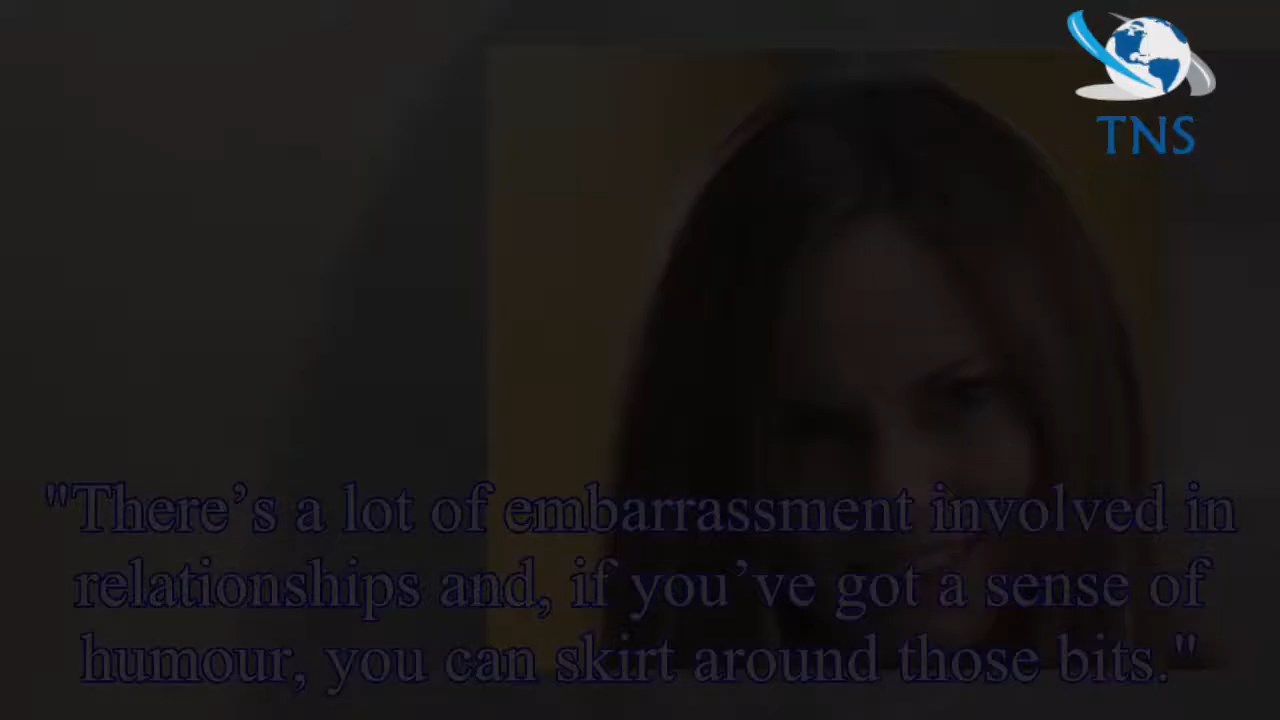 TNS
"There’s a lot of embarrassment involved in
relationships and, if you’ve got a sense of
humour, you can skirt around those bits."